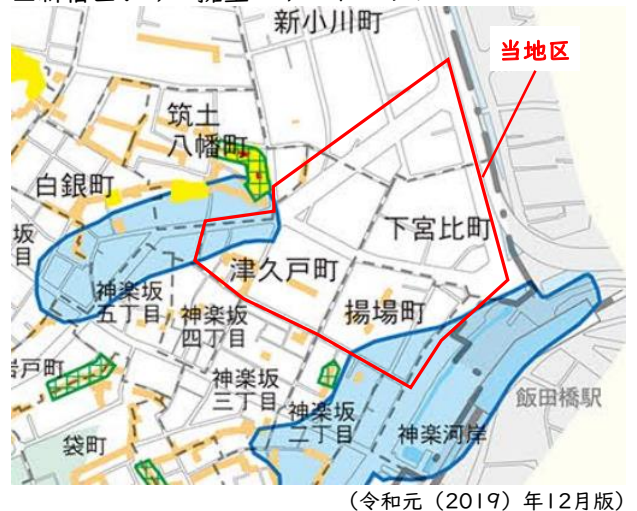 新小川町
当地区
筑土
八幡町
白銀町
下宮比町
坂
目
津久戸町
神楽坂
五丁目
神楽坂
四丁目
揚場町
岩戸町
神楽坂
三丁目
飯田橋駅
神楽坂
二丁目
神楽河岸
袋町
（令和元（2019）年12月版）